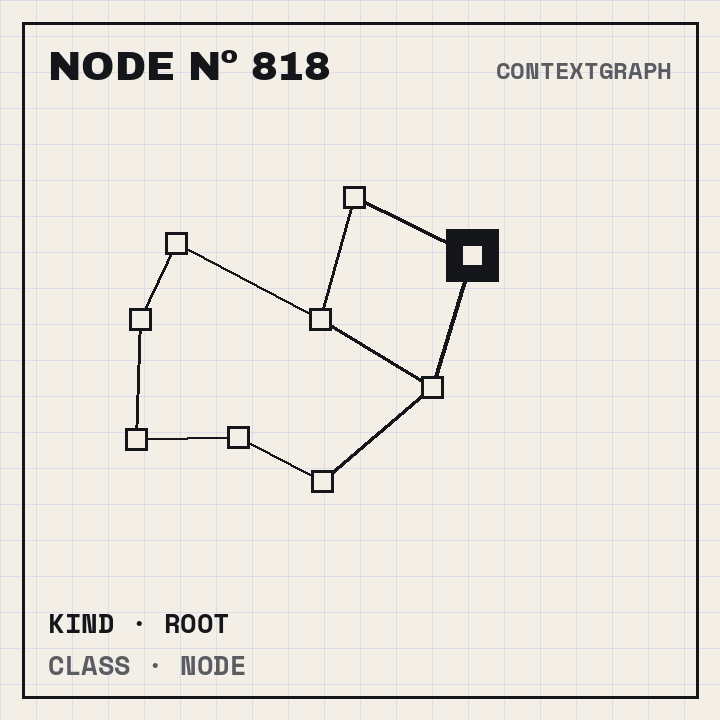 NODE Nº 818
CONTEXTGRAPH
KIND · ROOT
CLASS · NODE